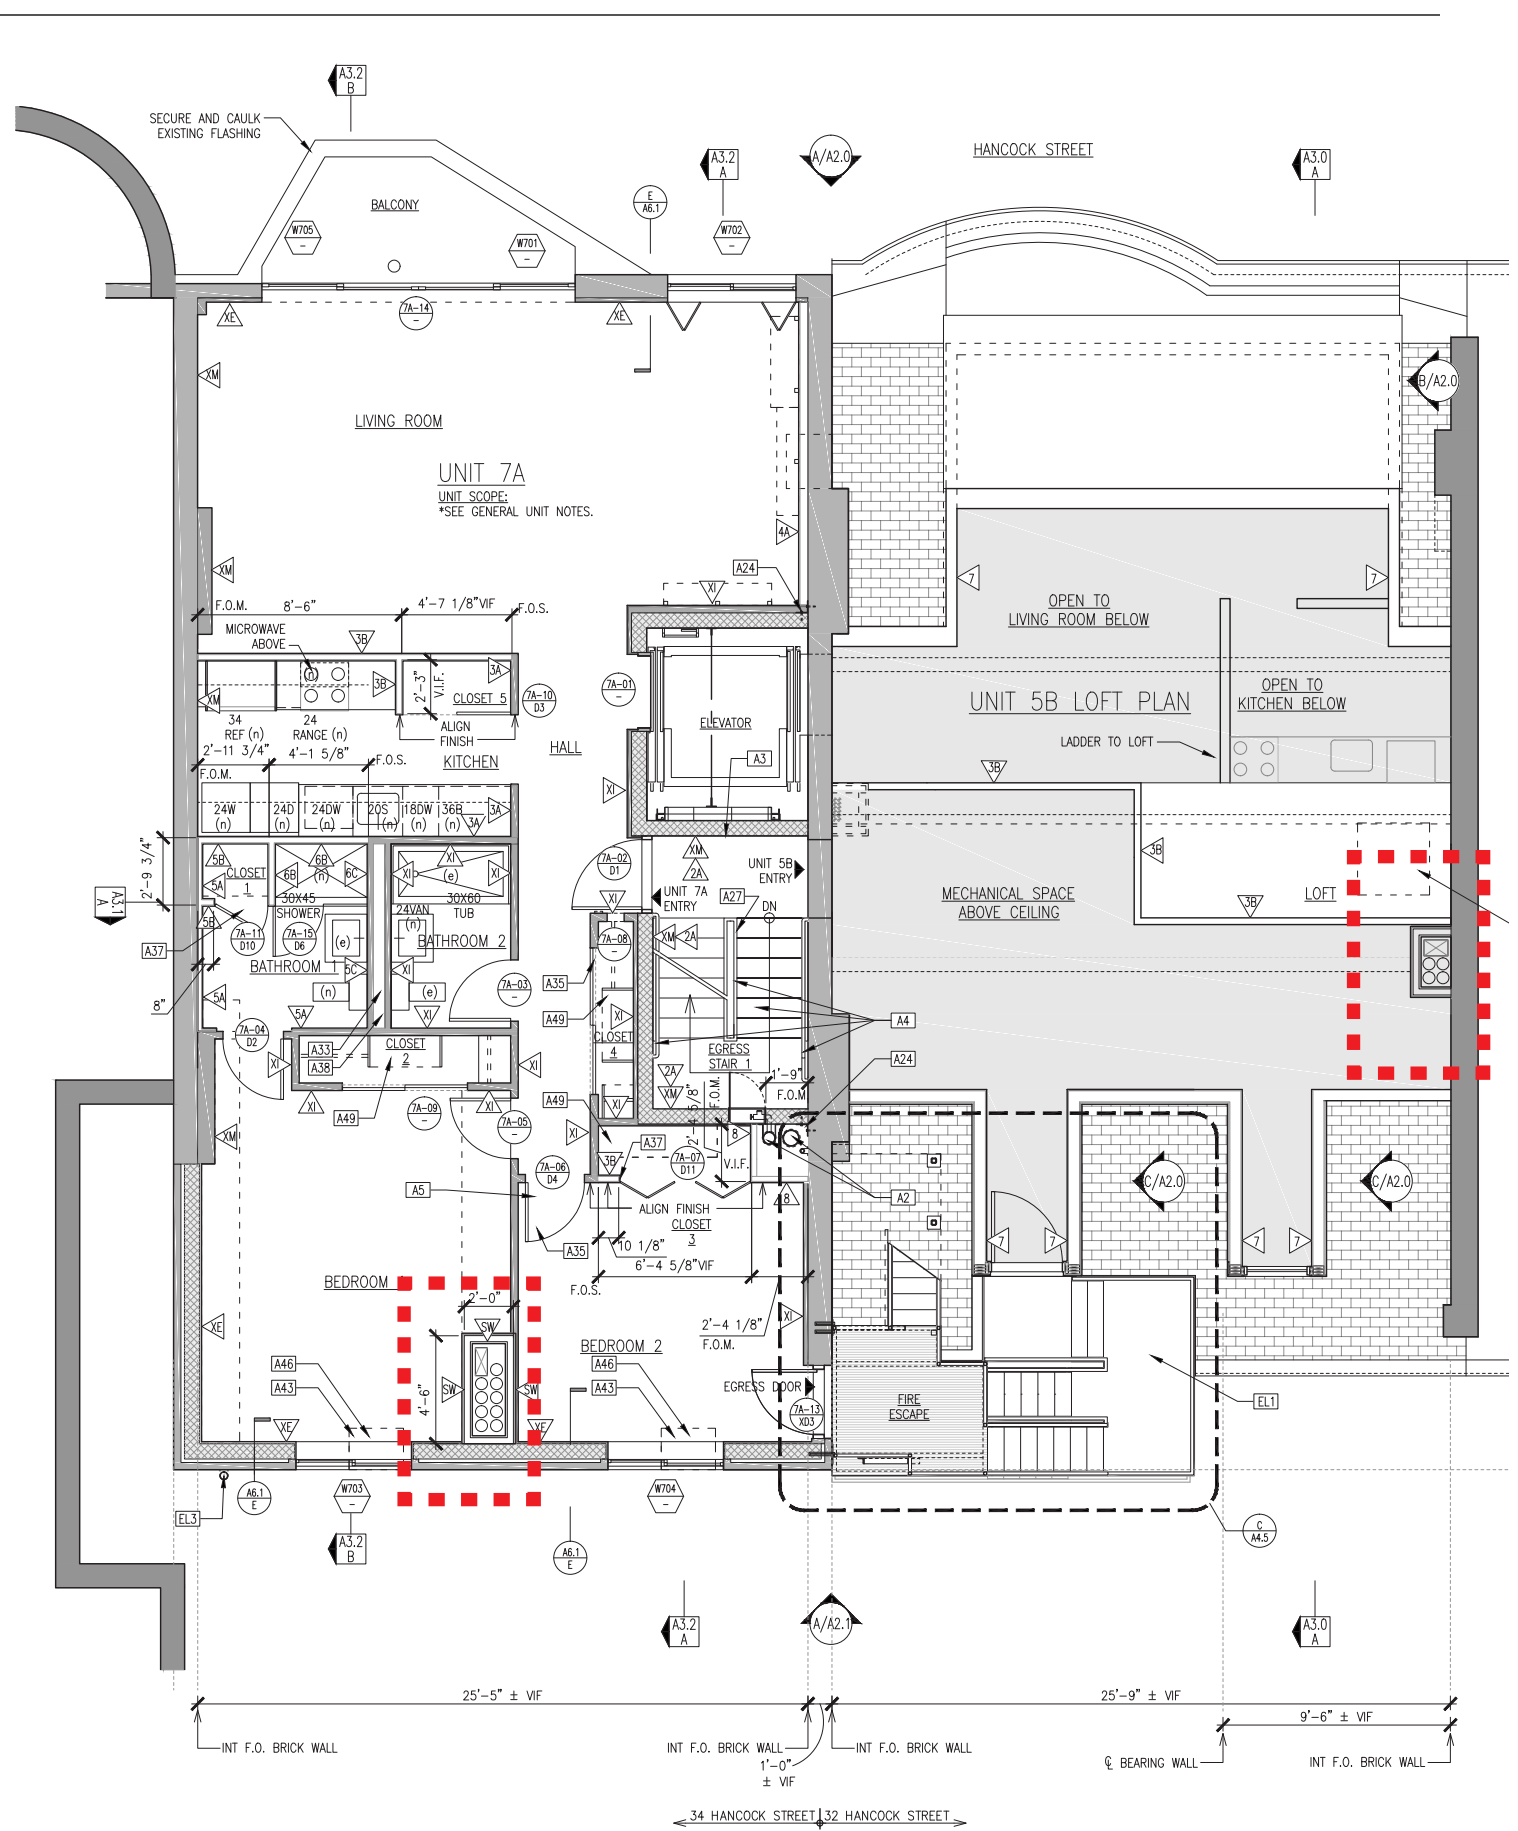 A3.2
B
SECURE AND CAULK
EXISTING FLASHING
A3.2
A
A/A2.0
HANCOCK STREET
A3.0
A
BALCONY
E
A6.1
W705
–
W701
–
W702
–
7A-14
–
XE
XE
XM
B/A2.0
LIVING ROOM
UNIT 7A
UNIT SCOPE:
*SEE GENERAL UNIT NOTES.
4A
XM
A24
XI
7
7
F.O.M.
8'-6"
4'-7 1/8"VIF
F.O.S.
OPEN TO
LIVING ROOM BELOW
MICROWAVE
ABOVE
3B
(n)
3B
2'-3"
V.I.F.
3A
CLOSET 5
XM
7A-10
D3
7A-01
–
ELEVATOR
UNIT 5B LOFT PLAN
OPEN TO
KITCHEN BELOW
34
REF (n)
24
RANGE (n)
ALIGN
FINISH
HALL
LADDER TO LOFT
2'-11 3/4"
4'-1 5/8"
F.O.M.
F.O.S.
KITCHEN
A3
3B
XI
24W
(n)
24D
(n)
24DW
(n)
20S
(n)
18DW
(n)
36B
(n)
3A
3A
2'-9 3/4"
5B
6B
(n)
6B
6C
XI
XI
(e)
XI
CLOSET
1
5A
30X45
SHOWER
30X60
TUB
7A-02
D1
XM
2A
UNIT 5B
ENTRY
UNIT 7A
ENTRY
XI
A27
DN
3B
3B
LOFT
MECHANICAL SPACE
ABOVE CEILING
A3.1
A
5B
A37
7A-11
D10
7A-15
D6
(e)
24VAN
(n)
BATHROOM 2
BATHROOM 1
5C
XI
7A-08
–
XM
2A
8"
5A
(n)
(e)
7A-03
–
A35
A49
XI
A4
5A
XI
7A-04
D2
A33
A38
CLOSET
2
CLOSET
4
EGRESS
STAIR 1
A24
XI
XI
2A
XM
1'-9"
F.O.M.
F.O.M.
2'-4 5/8"
XI
A49
7A-09
–
XI
7A-05
–
A49
XI
XI
XM
A37
8
3B
7A-07
D11
V.I.F.
7A-06
D4
A5
A2
8
C/A2.0
C/A2.0
ALIGN FINISH
CLOSET
3
A35
10 1/8"
6'-4 5/8"VIF
F.O.S.
7
7
7
7
BEDROOM
2'-0"
SW
XE
2'-4 1/8"
F.O.M.
XI
BEDROOM 2
A46
A43
4'-6"
SW
SW
A46
A43
EGRESS DOOR
7A-13
XD3
FIRE
ESCAPE
EL1
XE
XE
A6.1
E
EL3
W703
–
W704
–
C
A4.5
A3.2
B
A6.1
E
A3.2
A
A/A2.1
A3.0
A
25'-5" ± VIF
25'-9" ± VIF
9'-6" ± VIF
INT F.O. BRICK WALL
INT F.O. BRICK WALL
1'-0"
± VIF
INT F.O. BRICK WALL
℄ BEARING WALL
INT F.O. BRICK WALL
34 HANCOCK STREET
32 HANCOCK STREET